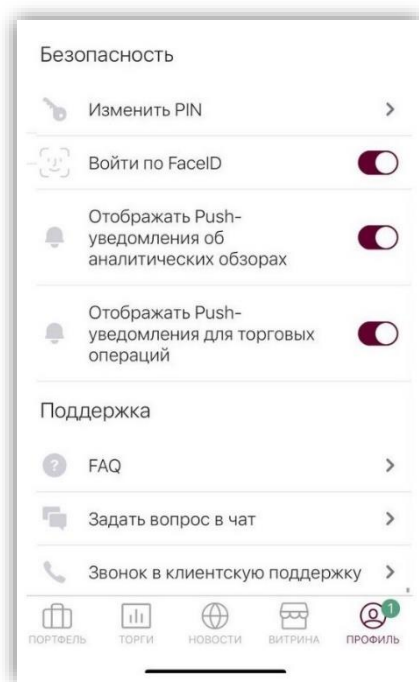 Безопасность
Изменить PIN
Войти по FaceID
Отображать Push-
уведомления об
аналитических обзорах
Отображать Push-
уведомления для торговых
операций
Поддержка
?
FAQ
Задать вопрос в чат
Звонок в клиентскую поддержку
1
ПОРТФЕЛЬ ТОРГИ НОВОСТИ ВИТРИНА ПРОФИЛЬ